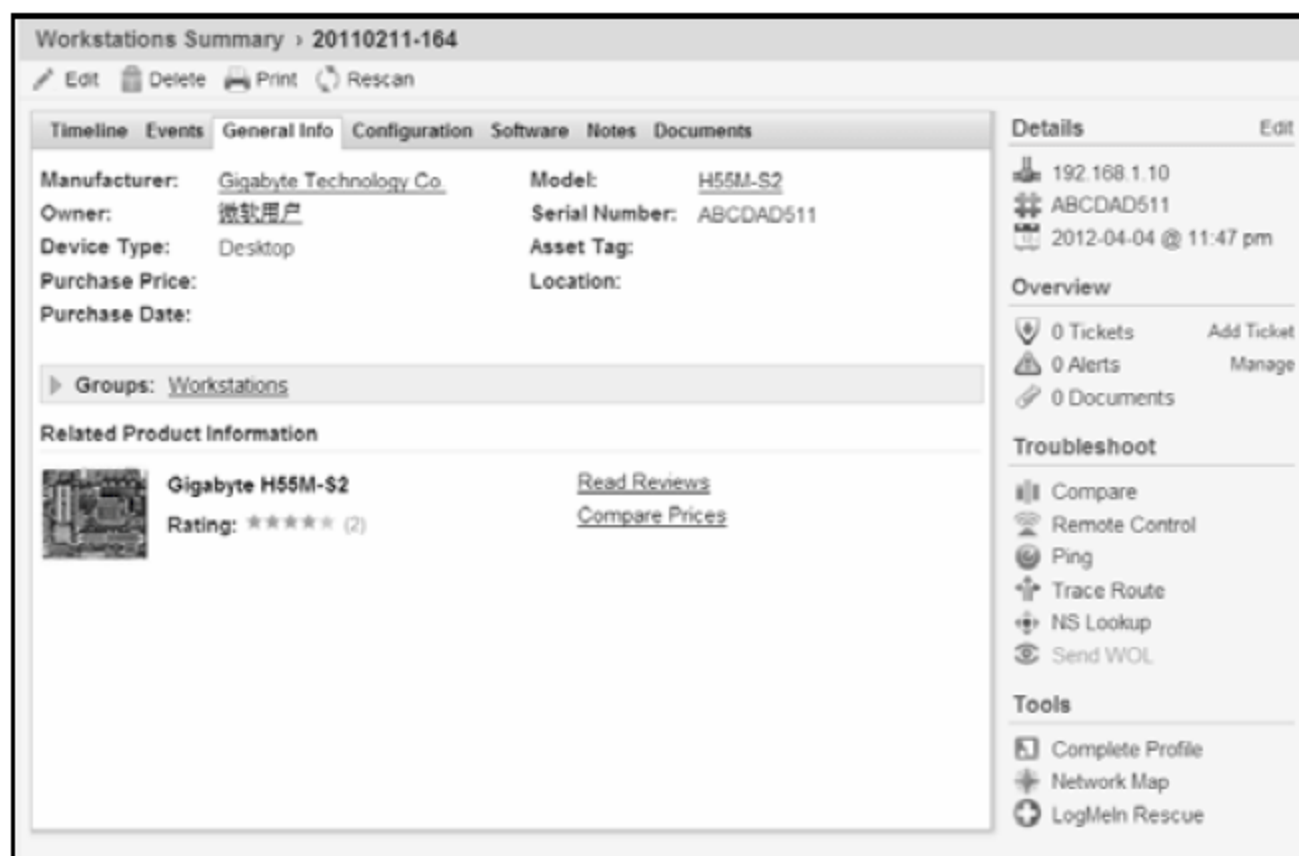 Workstations Summary › 20110211-164
Edit Delete Print Rescan
Timeline Events General Info Configuration Software Notes Documents
Manufacturer: Gigabyte Technology Co. Model: H55M-S2
Owner: 微软用户 Serial Number: ABCDAD511
Device Type: Desktop Asset Tag:
Purchase Price: Location:
Purchase Date:
Groups: Workstations
Related Product Information
Gigabyte H55M-S2 Read Reviews
Rating: ★★★★★ (2) Compare Prices
Details Edit
192.168.1.10
ABCDAD511
2012-04-04 @ 11:47 pm
Overview
0 Tickets Add Ticket
0 Alerts Manage
0 Documents
Troubleshoot
Compare
Remote Control
Ping
Trace Route
NS Lookup
Send WOL
Tools
Complete Profile
Network Map
LogMeIn Rescue